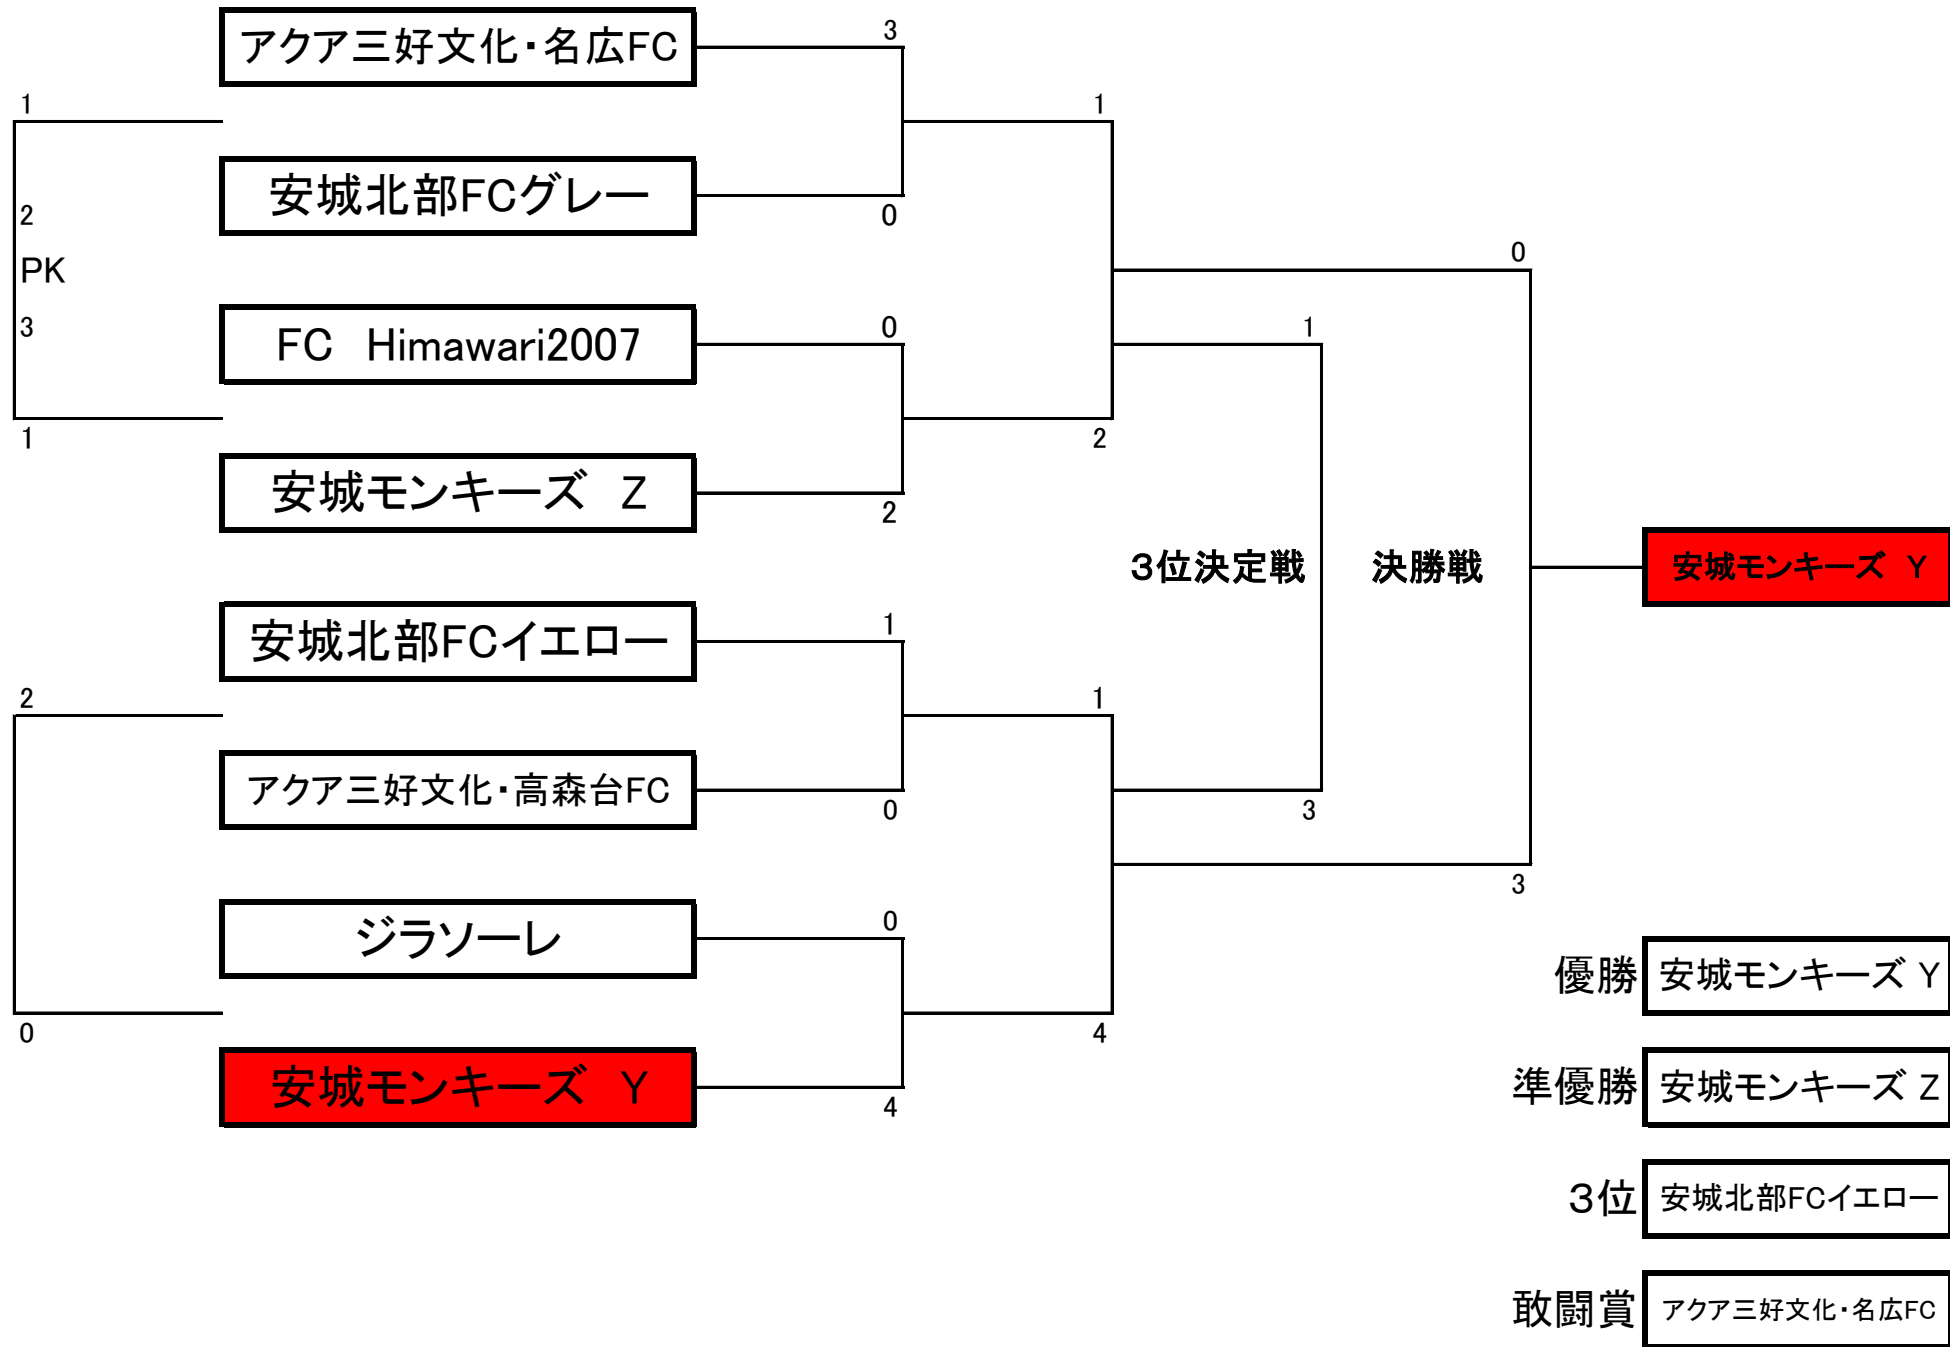 アクア三好文化・名広FC
3
1
1
2
安城北部FCグレー
0
0
PK
3
FC　Himawari2007
0
1
1
2
安城モンキーズ　Z
2
3位決定戦
決勝戦
安城モンキーズ　Y
安城北部FCイエロー
1
2
1
アクア三好文化・高森台FC
0
3
3
ジラソーレ
0
優勝
安城モンキーズ Y
0
4
安城モンキーズ　Y
4
準優勝
安城モンキーズ Z
3位
安城北部FCイエロー
敢闘賞
アクア三好文化・名広FC